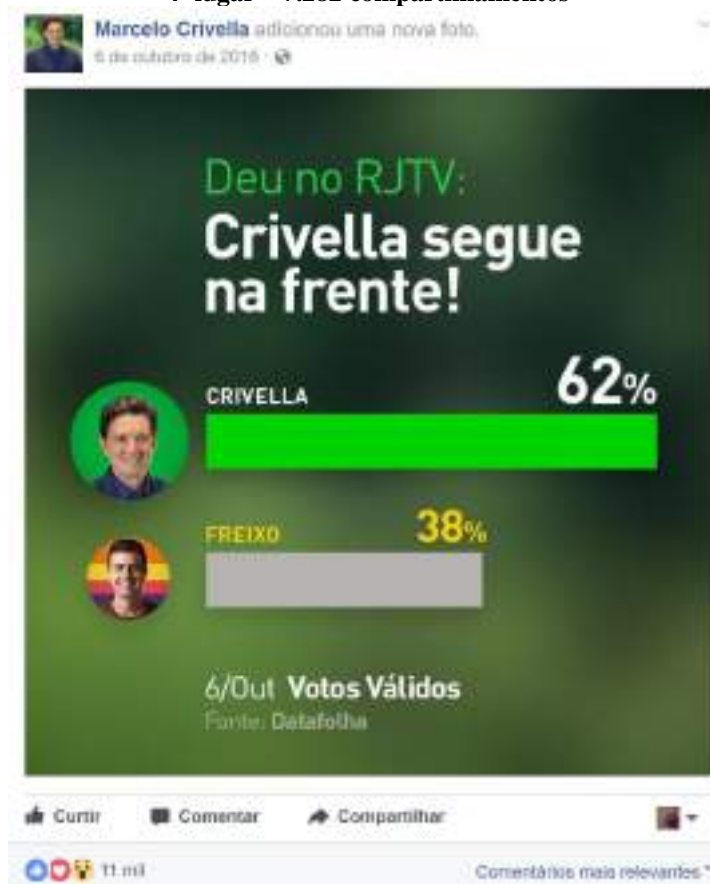 Marcelo Crivella adicionou uma nova foto.
6 de outubro de 2016
Deu no RJTV:
Crivella segue
na frente!
CRIVELLA
62%
FREIXO
38%
6/Out Votos Válidos
Fonte: Datafolha
Curtir Comentar Compartilhar
11 mil
Comentários mais relevantes